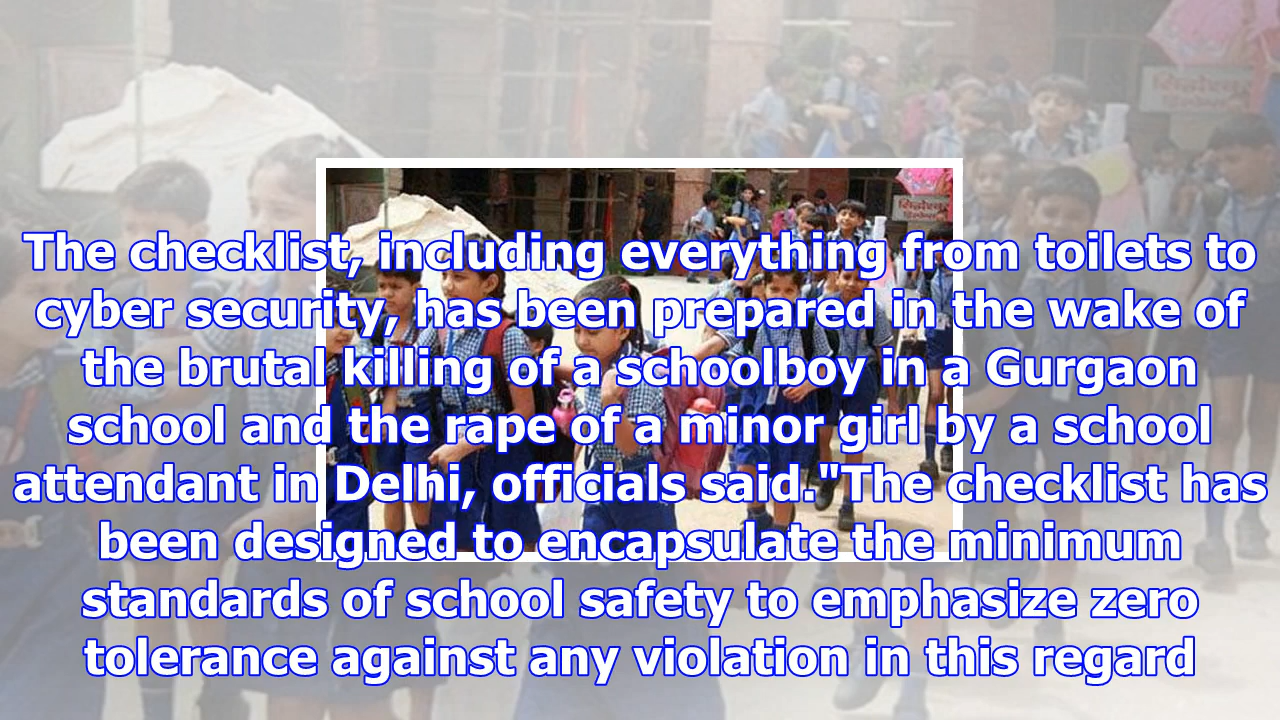 The checklist, including everything from toilets to
cyber security, has been prepared in the wake of
the brutal killing of a schoolboy in a Gurgaon
school and the rape of a minor girl by a school
attendant in Delhi, officials said."The checklist has
been designed to encapsulate the minimum
standards of school safety to emphasize zero
tolerance against any violation in this regard